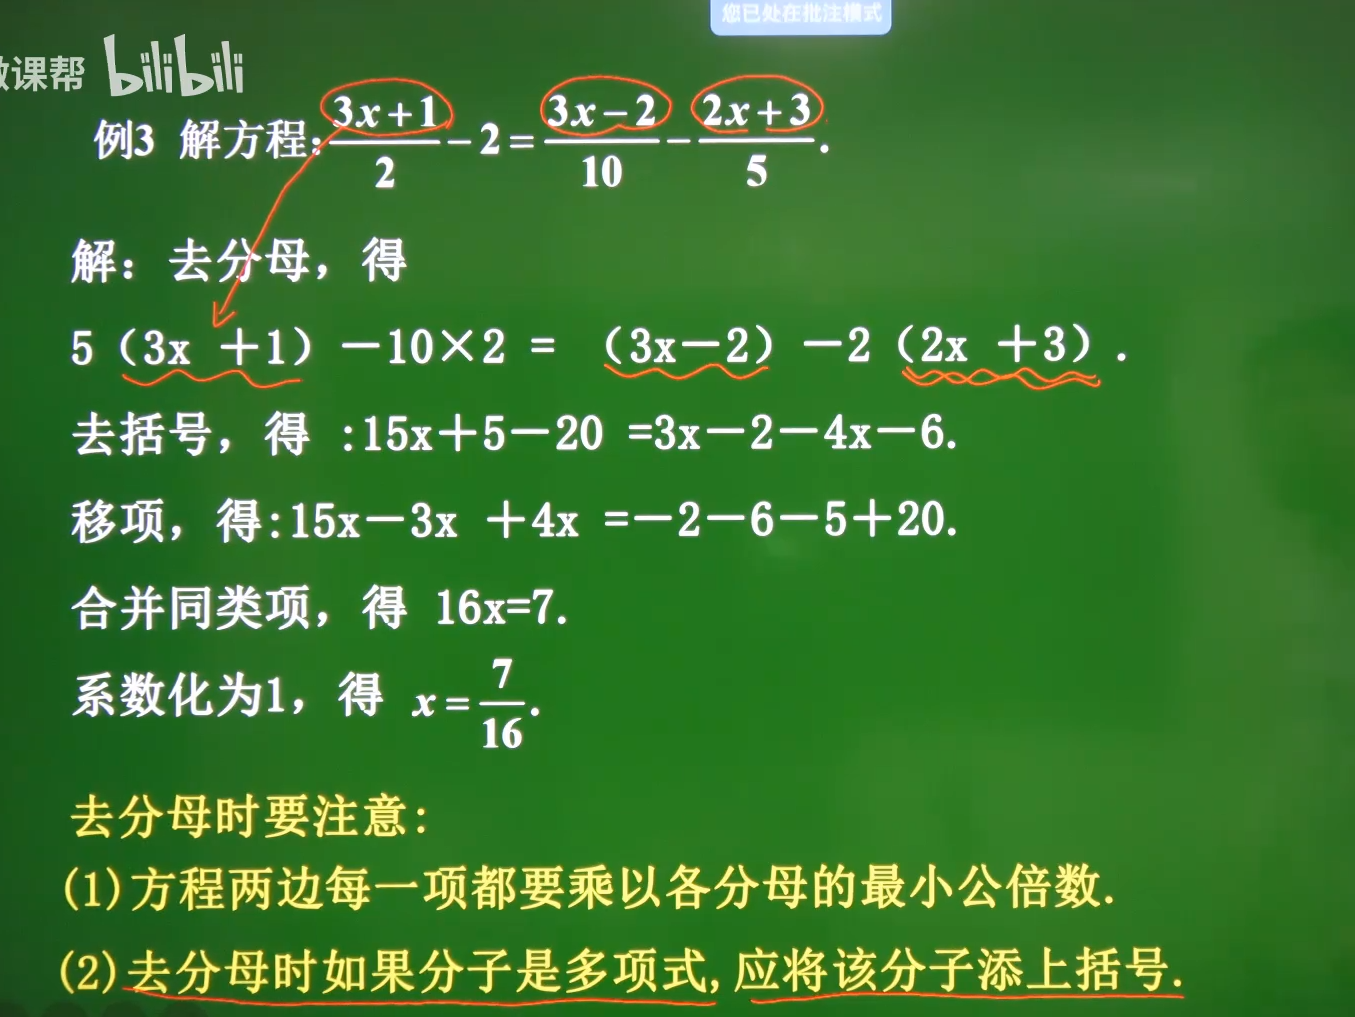 您已处在批注模式
课帮 bilibili
例3 解方程: (3x+1)/2 − 2 = (3x−2)/10 − (2x+3)/5.
解：去分母，得
5（3x +1）−10×2 = （3x−2）−2（2x +3）.
去括号，得 :15x+5−20 =3x−2−4x−6.
移项，得:15x−3x +4x =−2−6−5+20.
合并同类项，得 16x=7.
系数化为1，得 x = 7/16.
去分母时要注意:
(1)方程两边每一项都要乘以各分母的最小公倍数.
(2)去分母时如果分子是多项式,应将该分子添上括号.